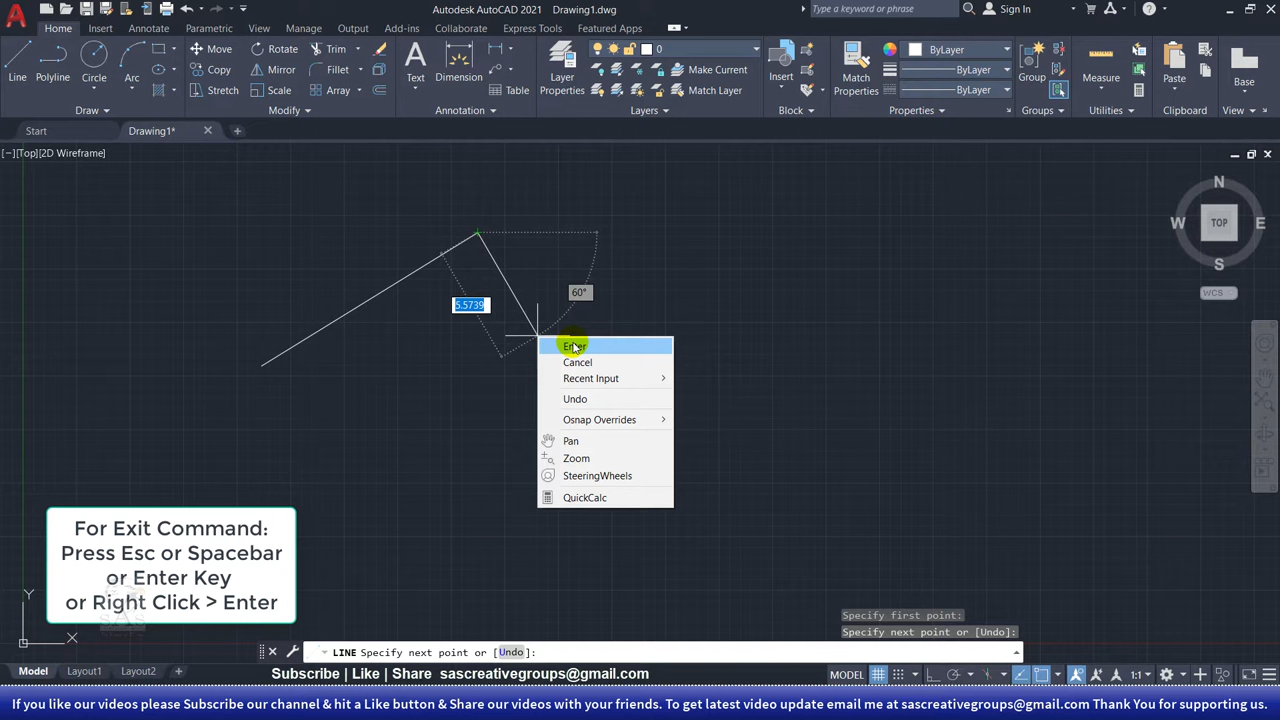 Autodesk AutoCAD 2021 Drawing1.dwg
Type a keyword or phrase
Sign In
Home Insert Annotate Parametric View Manage Output Add-ins Collaborate Express Tools Featured Apps
Line Polyline Circle Arc
Move Rotate Trim
Copy Mirror Fillet
Stretch Scale Array
Text Dimension Table
Layer Properties
0
Make Current
Match Layer
Insert
Match Properties
ByLayer
ByLayer
ByLayer
Group Measure Paste Base
Draw Modify Annotation Layers Block Properties Groups Utilities Clipboard View
Start Drawing1*
[−][Top][2D Wireframe]
N
W TOP E
S
WCS
60°
5.5739
Enter
Cancel
Recent Input
Undo
Osnap Overrides
Pan
Zoom
SteeringWheels
QuickCalc
For Exit Command:
Press Esc or Spacebar
or Enter Key
or Right Click > Enter
Y
X
Specify first point:
Specify next point or [Undo]:
LINE Specify next point or [Undo]:
Model Layout1 Layout2 +
Subscribe | Like | Share sascreativegroups@gmail.com
MODEL 1:1
If you like our videos please Subscribe our channel & hit a Like button & Share our videos with your friends. To get latest video update email me at sascreativegroups@gmail.com Thank You for supporting us.